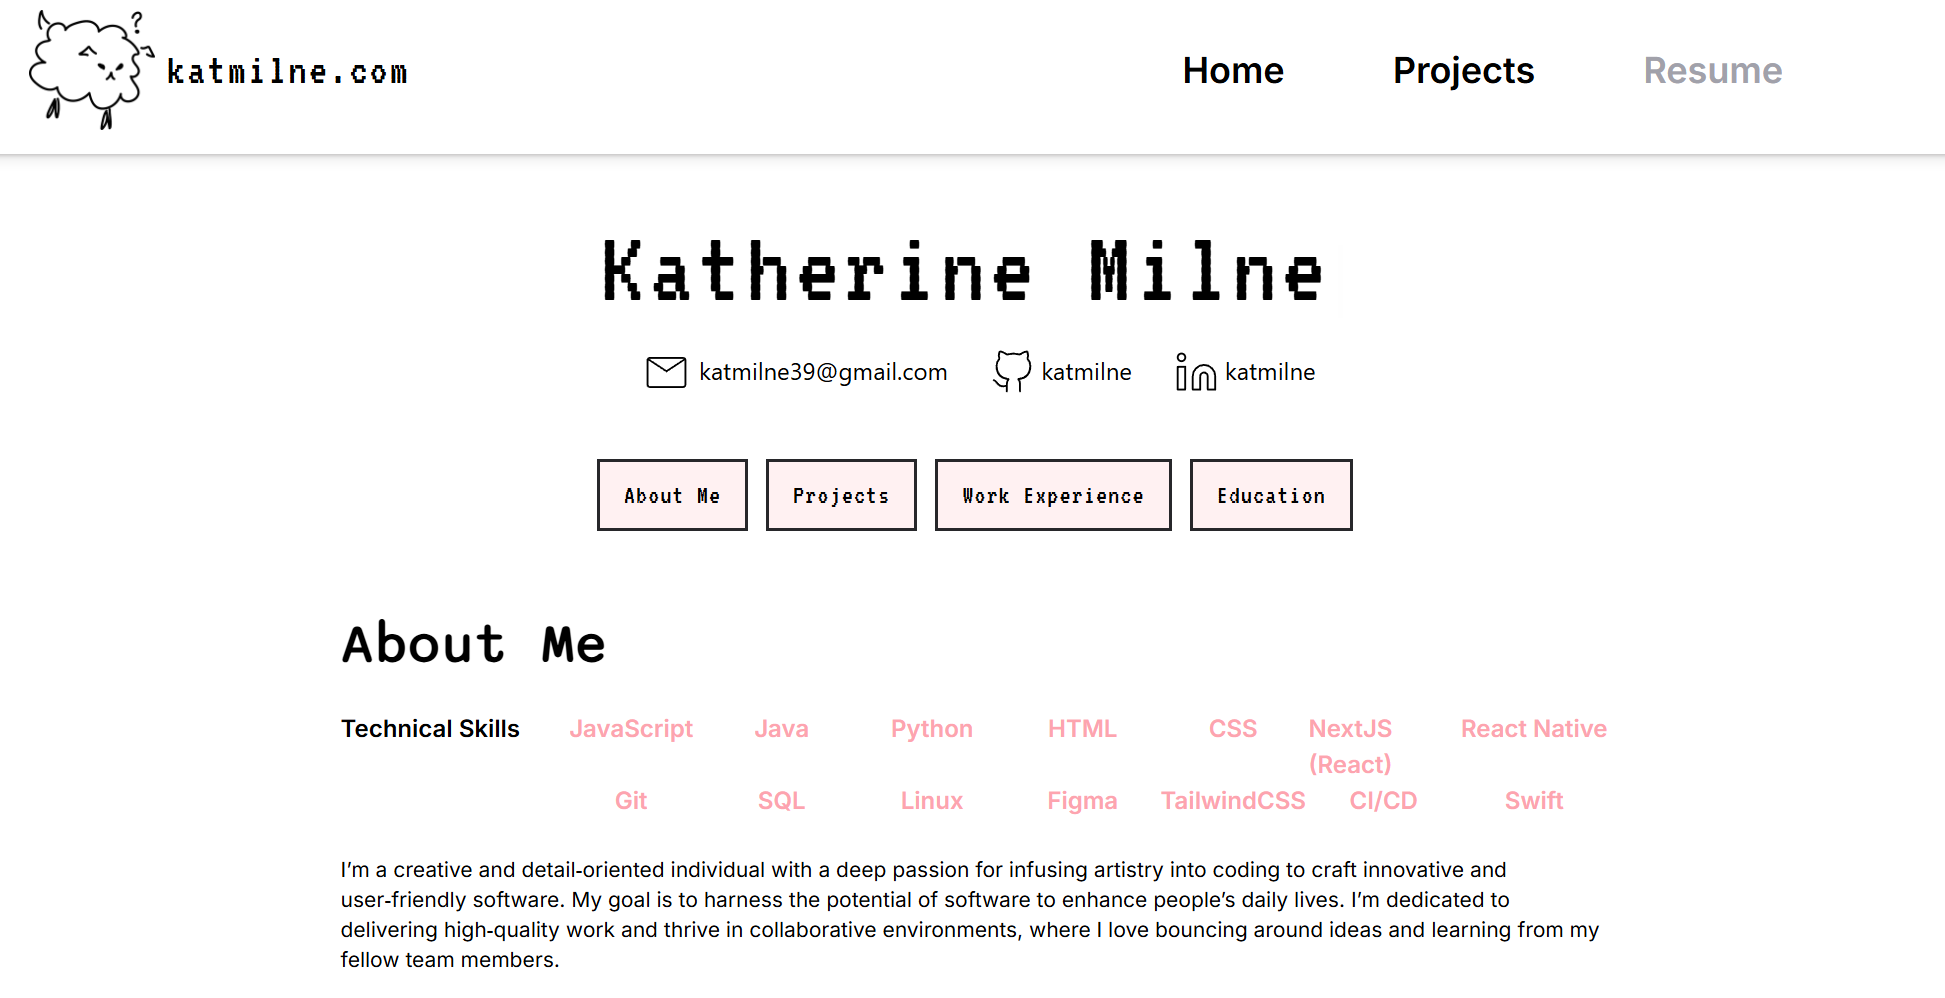 ?
katmilne.com
Home Projects Resume
Katherine Milne
katmilne39@gmail.com katmilne katmilne
About Me Projects Work Experience Education
About Me
Technical Skills JavaScript Java Python HTML CSS NextJS (React) React Native
Git SQL Linux Figma TailwindCSS CI/CD Swift
I’m a creative and detail-oriented individual with a deep passion for infusing artistry into coding to craft innovative and
user-friendly software. My goal is to harness the potential of software to enhance people’s daily lives. I’m dedicated to
delivering high-quality work and thrive in collaborative environments, where I love bouncing around ideas and learning from my
fellow team members.